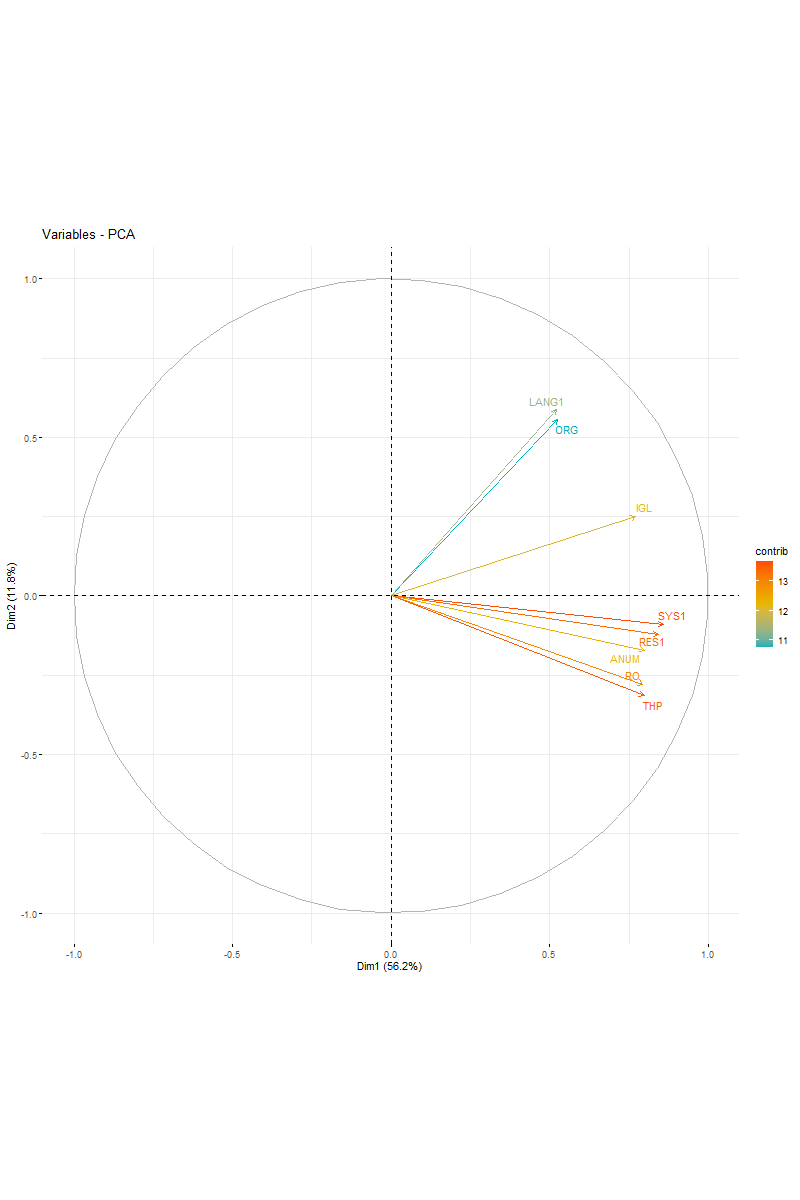 Variables - PCA
1.0
0.5
0.0
-0.5
-1.0
Dim2 (11.8%)
LANG1
ORG
IGL
SYS1
RES1
ANUM
RO
THP
-1.0
-0.5
0.0
0.5
1.0
Dim1 (56.2%)
contrib
13
12
11